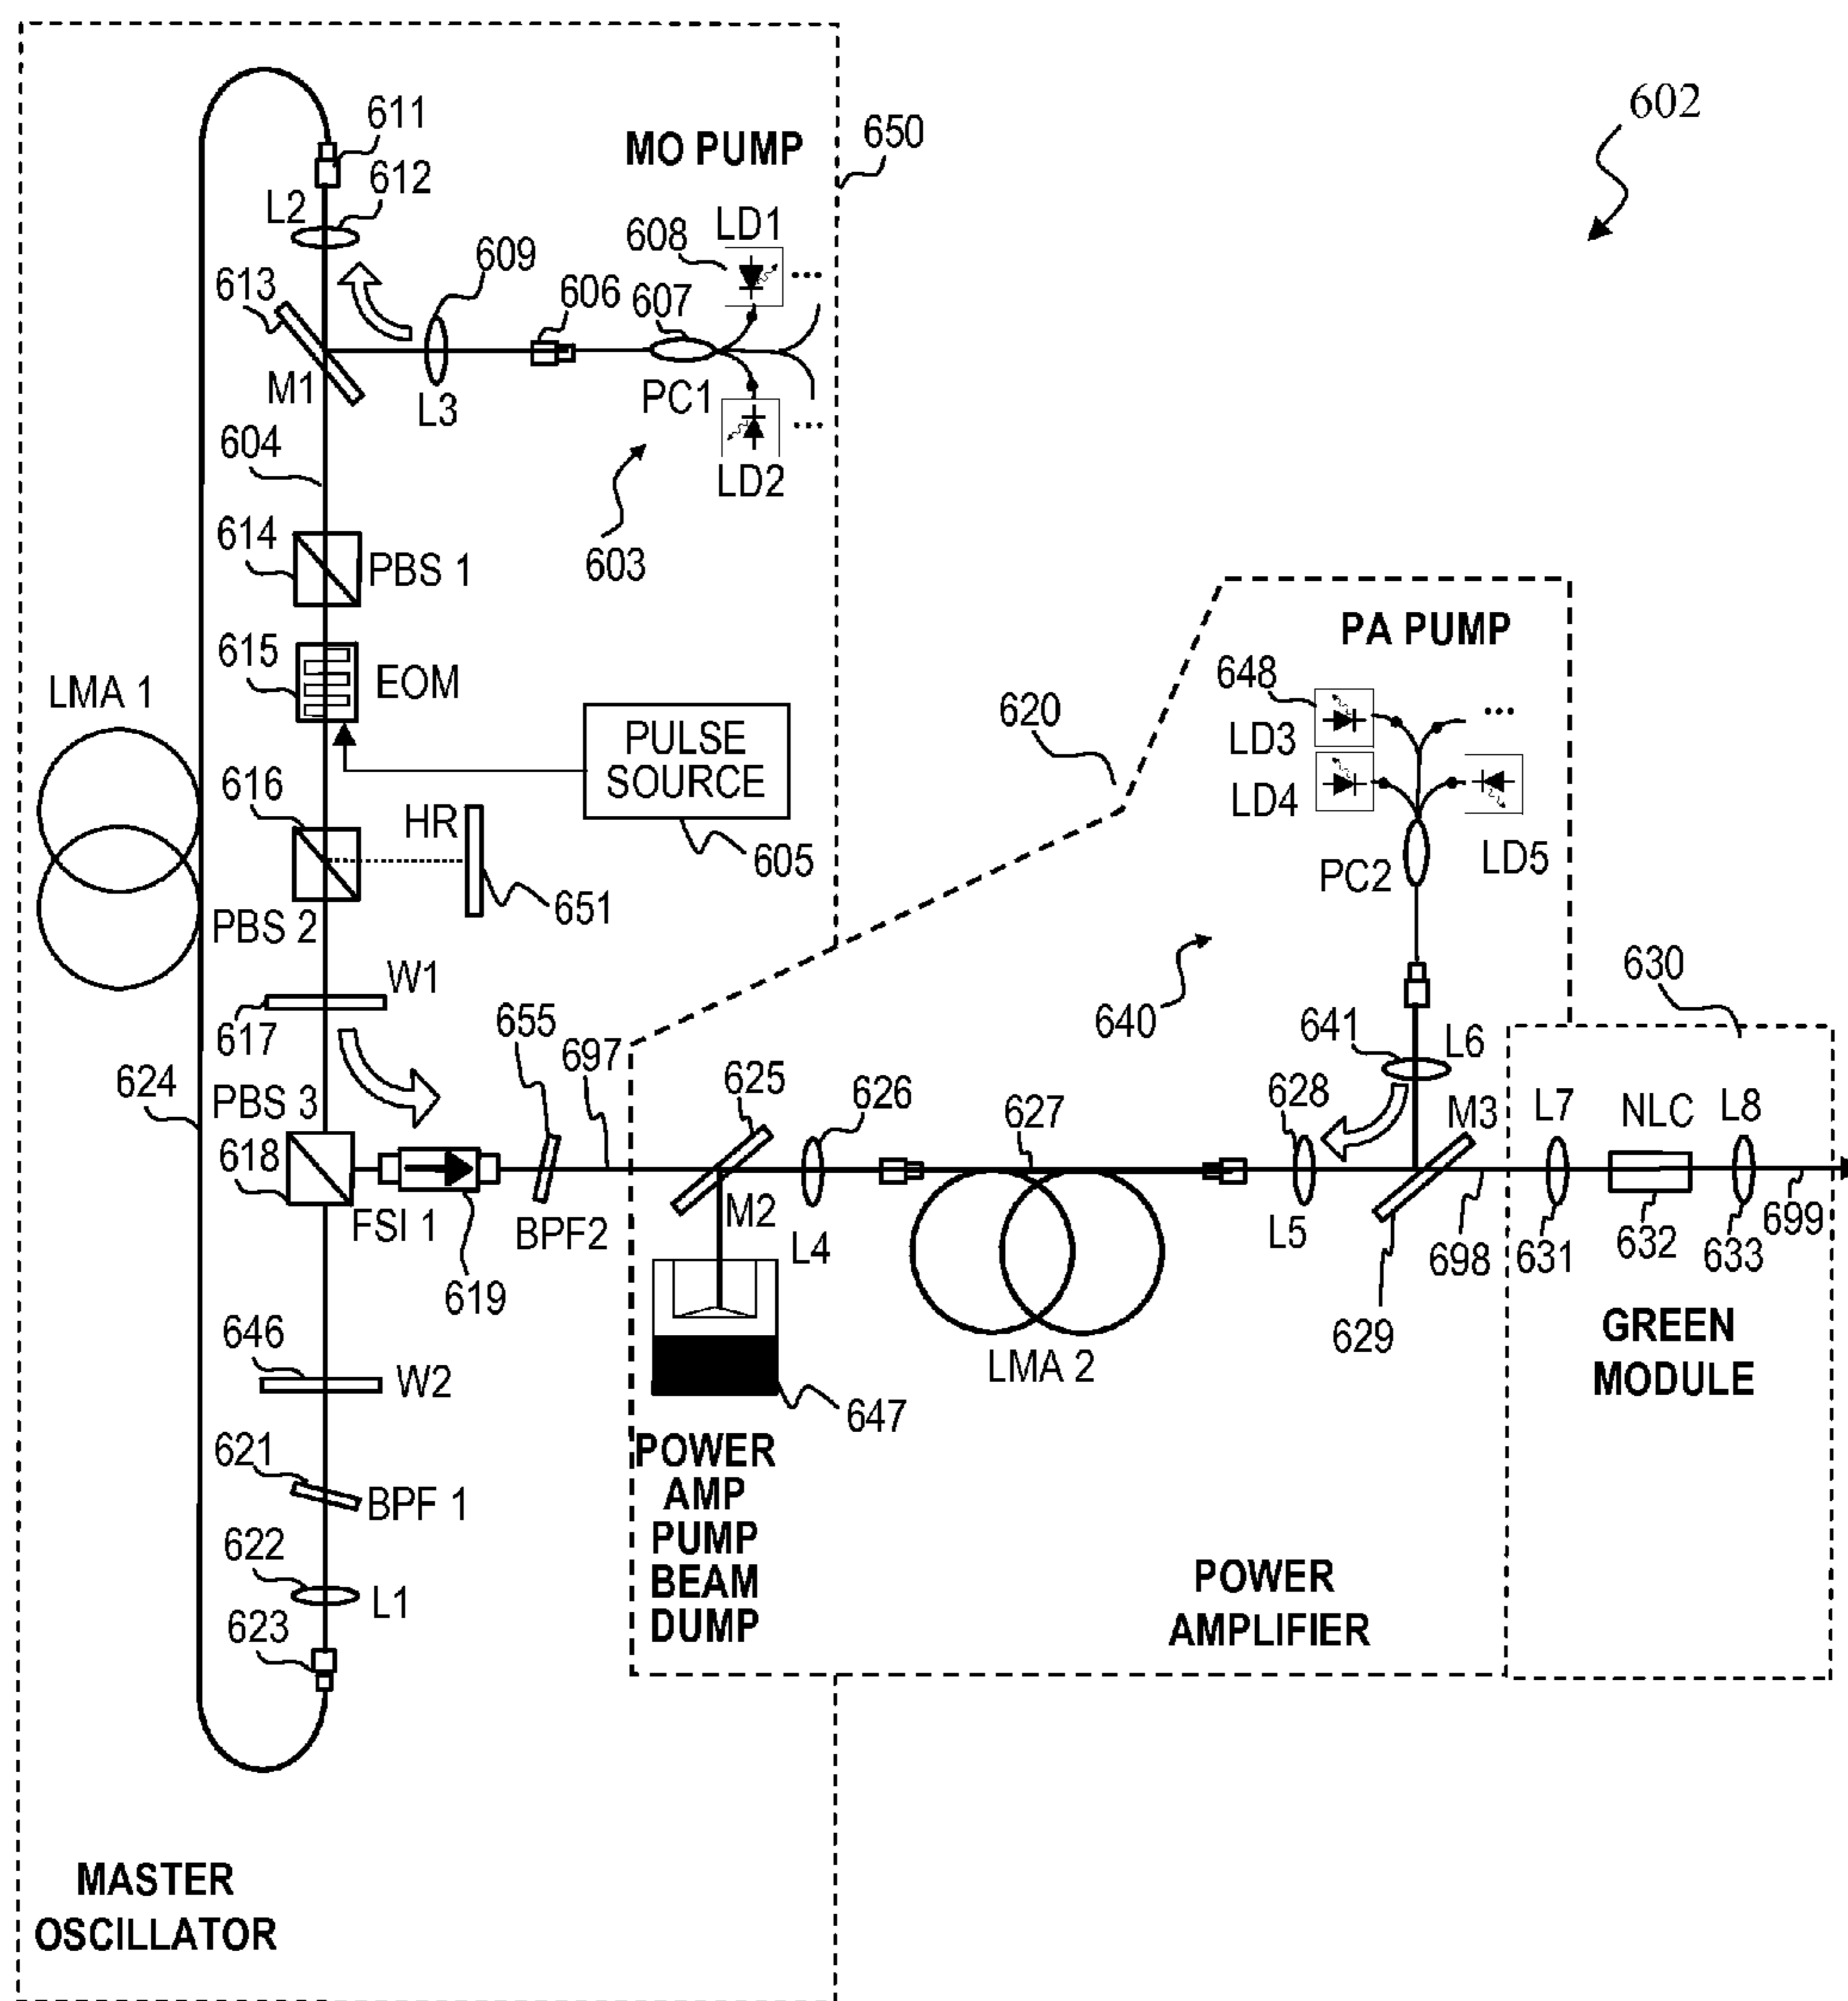 602
611
MO PUMP
650
612
L2
LD1
608
609
613
606
607
...
M1
L3
PC1
...
604
LD2
614
PBS 1
603
615
EOM
PA PUMP
LMA 1
648
...
PULSE
SOURCE
620
LD3
616
HR
LD4
605
LD5
PC2
651
PBS 2
W1
630
617
655
640
641
L6
697
624
PBS 3
625
626
627
628
M3
L7
NLC
L8
618
FSI 1
BPF2
M2
L4
L5
698
631
632
633
699
619
629
GREEN
MODULE
646
W2
LMA 2
647
621
BPF 1
POWER
AMP
PUMP
BEAM
DUMP
622
L1
POWER
AMPLIFIER
623
MASTER
OSCILLATOR